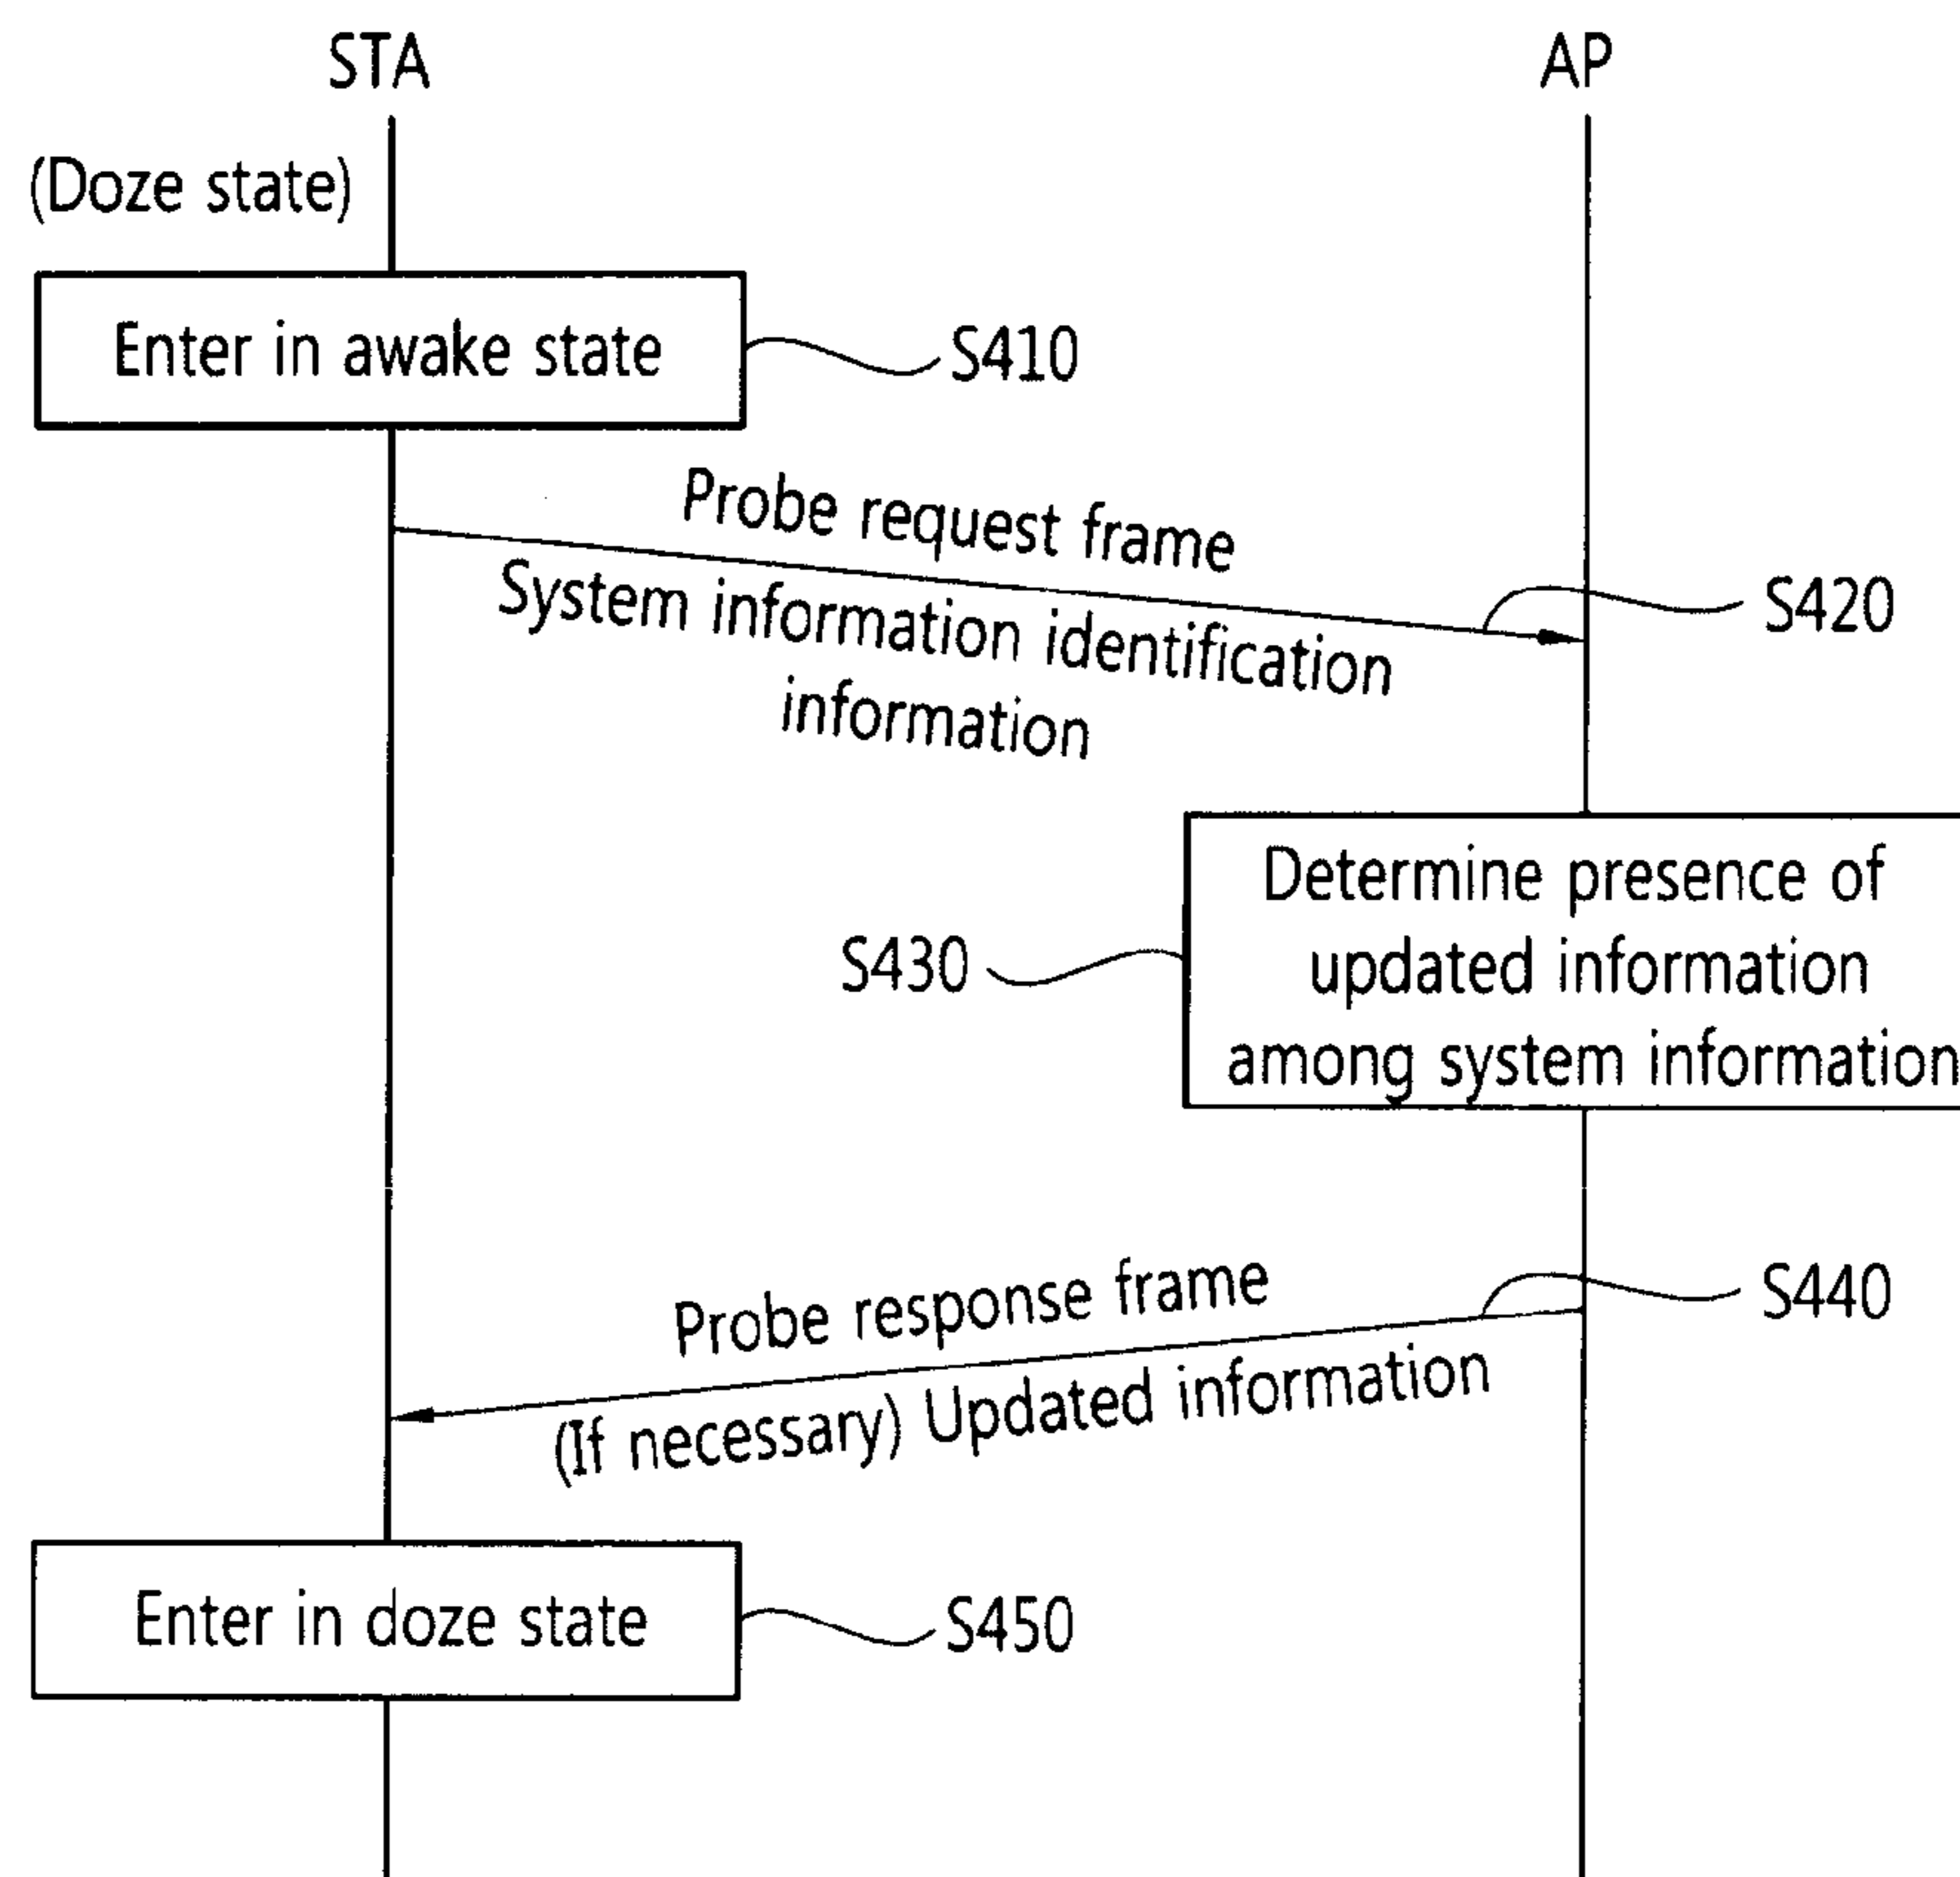 STA
AP
(Doze state)
Enter in awake state
S410
Probe request frame
System information identification
information
S420
Determine presence of
updated information
among system information
S430
Probe response frame
(If necessary) Updated information
S440
Enter in doze state
S450